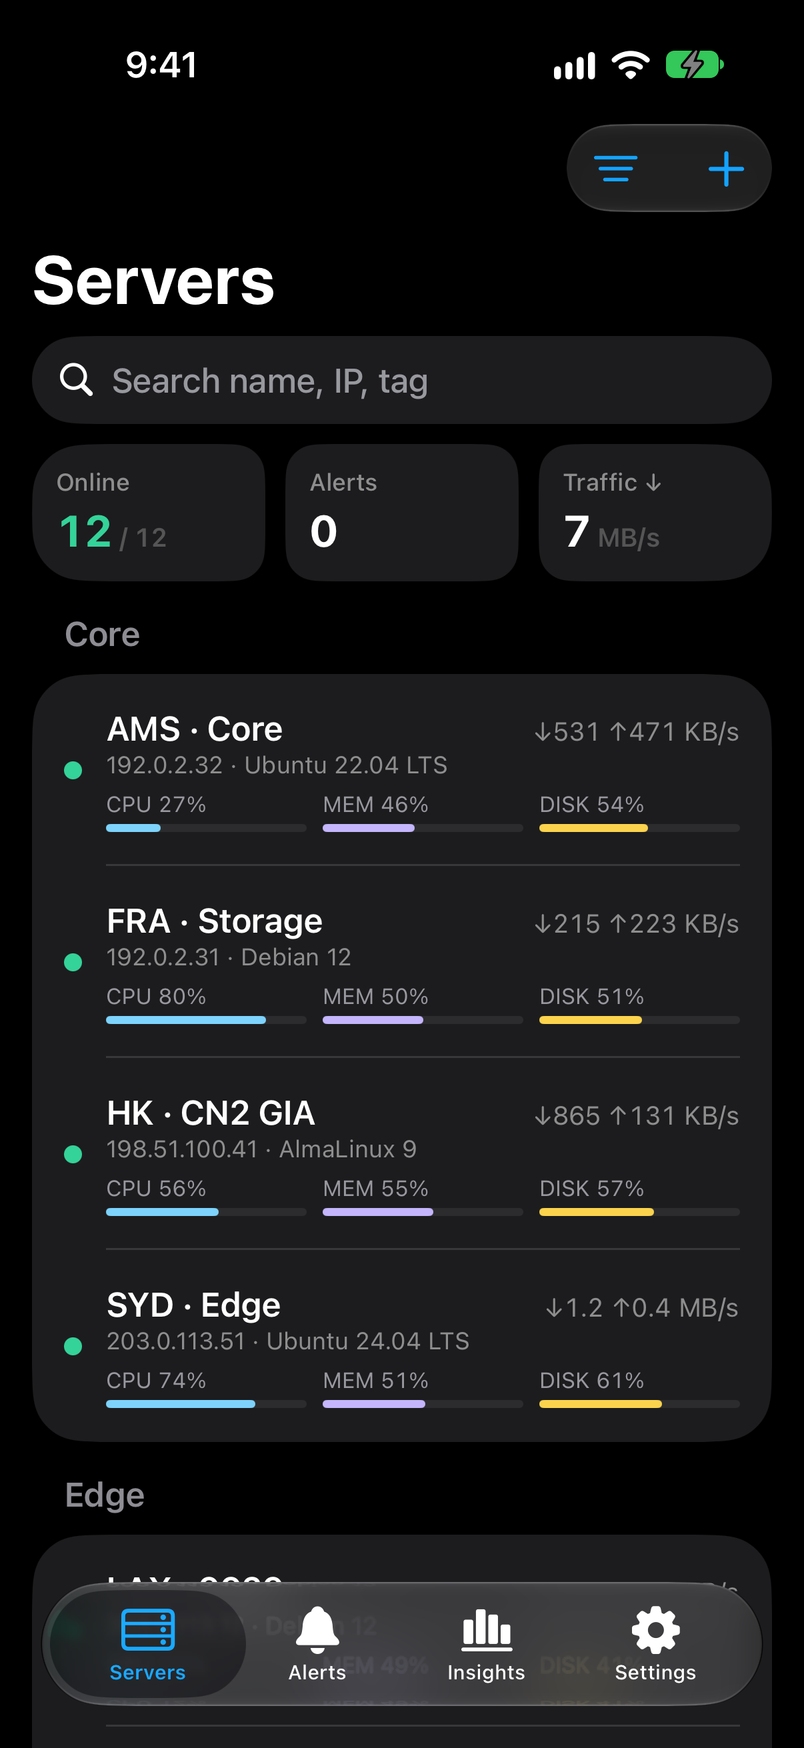 9:41
Servers
Search name, IP, tag
Online
12 / 12
Alerts
0
Traffic ↓
7 MB/s
Core
AMS · Core
↓531 ↑471 KB/s
192.0.2.32 · Ubuntu 22.04 LTS
CPU 27% MEM 46% DISK 54%
FRA · Storage
↓215 ↑223 KB/s
192.0.2.31 · Debian 12
CPU 80% MEM 50% DISK 51%
HK · CN2 GIA
↓865 ↑131 KB/s
198.51.100.41 · AlmaLinux 9
CPU 56% MEM 55% DISK 57%
SYD · Edge
↓1.2 ↑0.4 MB/s
203.0.113.51 · Ubuntu 24.04 LTS
CPU 74% MEM 51% DISK 61%
Edge
· Debian 12
MEM 49%
Servers Alerts Insights Settings